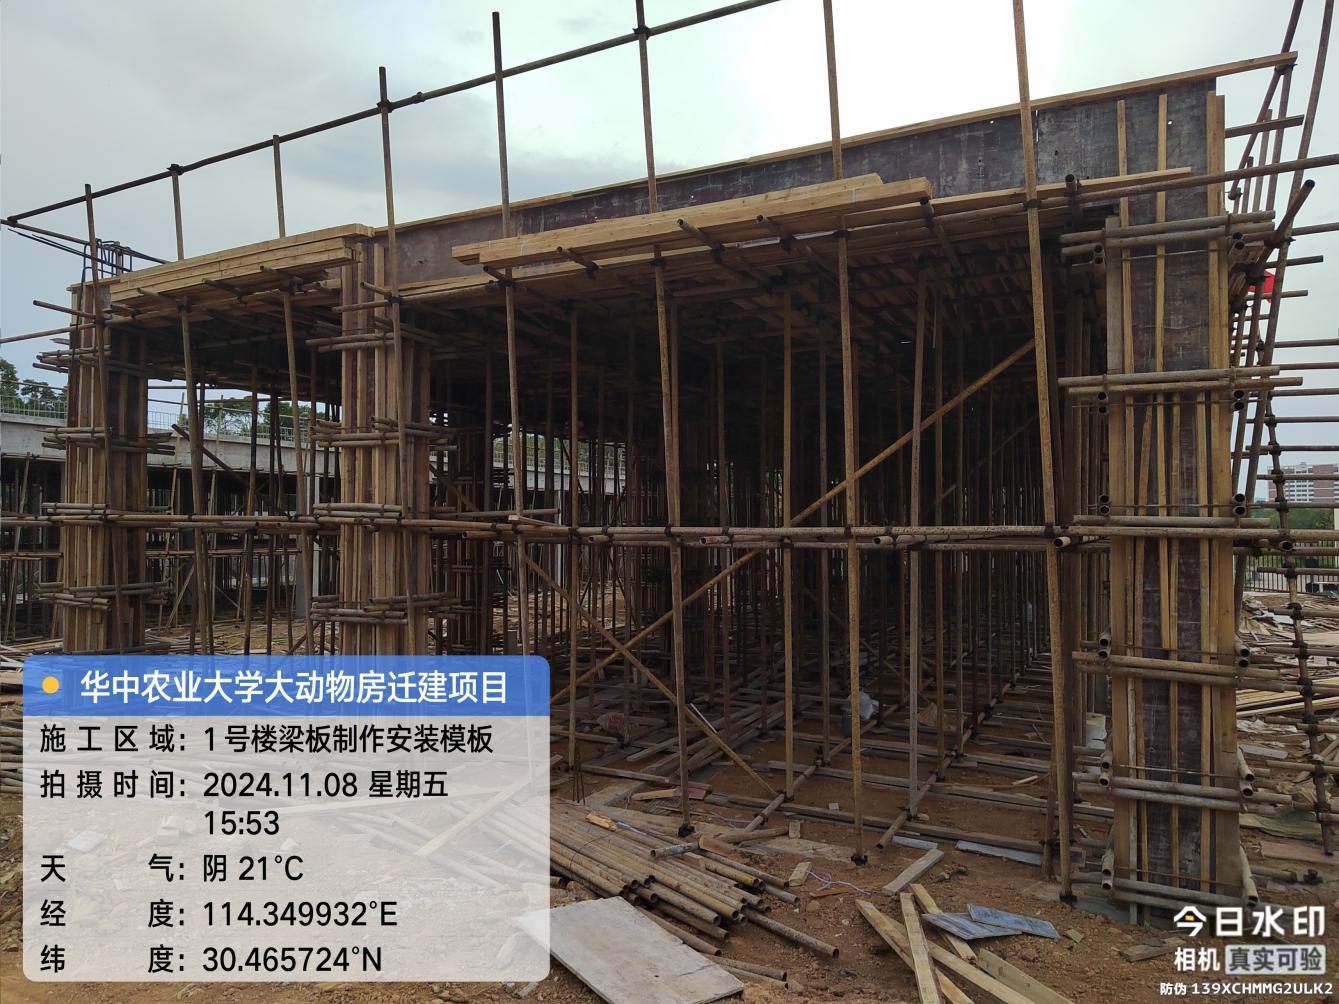 华中农业大学大动物房迁建项目
施工区域：1号楼梁板制作安装模板
拍摄时间：2024.11.08 星期五
15:53
天气：阴 21℃
经度：114.349932°E
纬度：30.465724°N
今日水印
相机 真实可验
防伪 139XCHMMG2ULK2